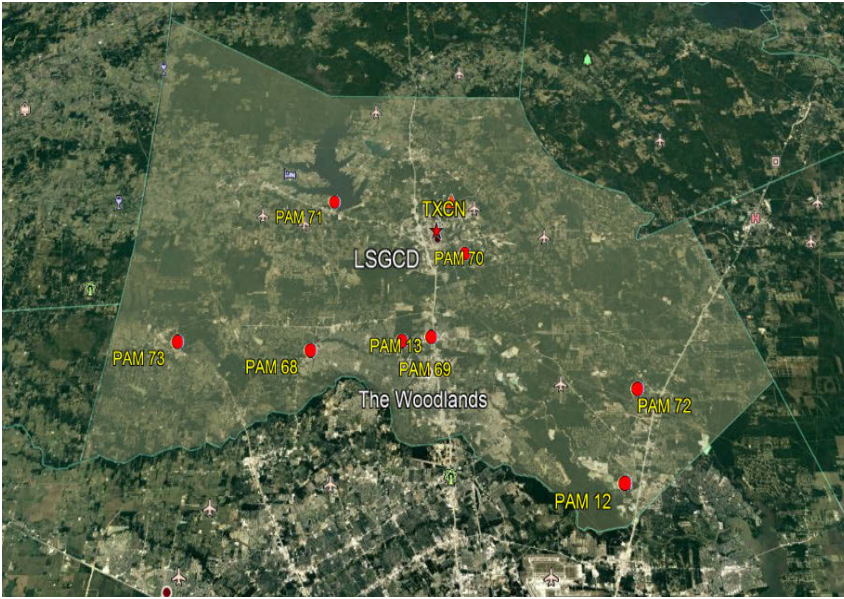 TXCN
PAM 71
LSGCD
PAM 70
PAM 73
PAM 68
PAM 13
PAM 69
The Woodlands
PAM 72
PAM 12